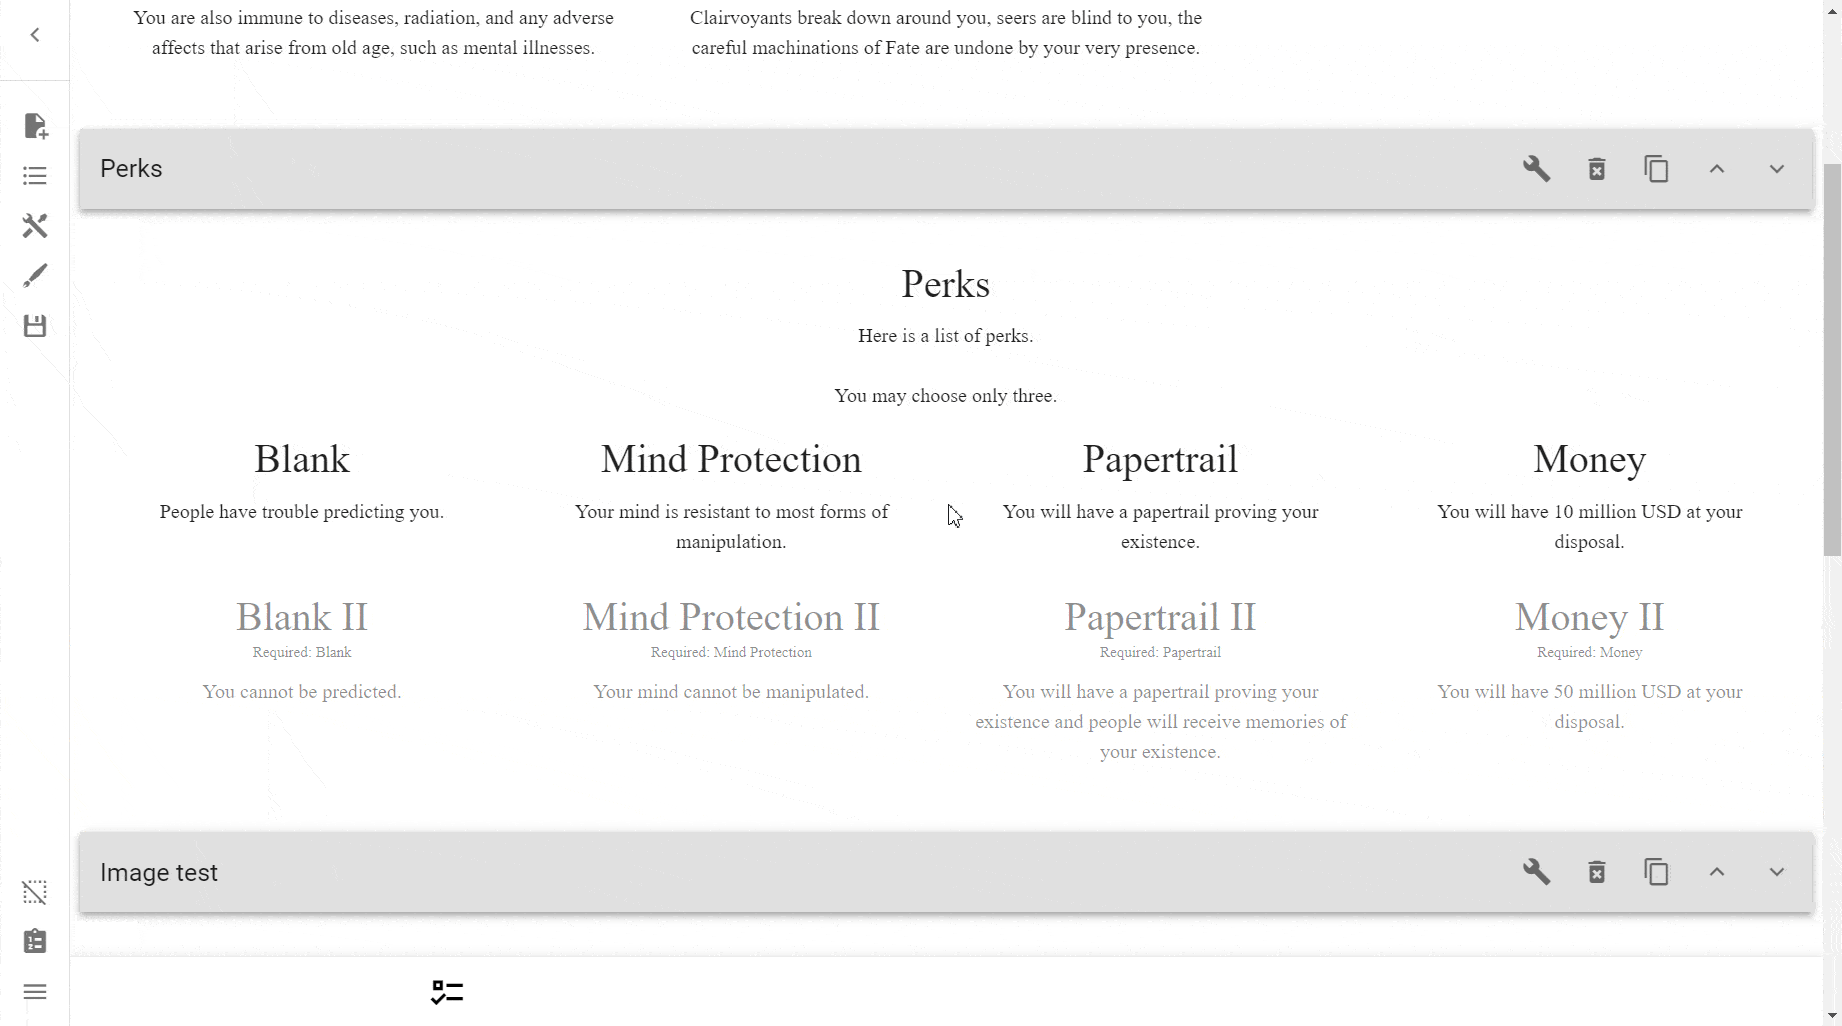 You are also immune to diseases, radiation, and any adverse
affects that arise from old age, such as mental illnesses.
Clairvoyants break down around you, seers are blind to you, the
careful machinations of Fate are undone by your very presence.
Perks
Perks
Here is a list of perks.
You may choose only three.
Blank
People have trouble predicting you.
Mind Protection
Your mind is resistant to most forms of
manipulation.
Papertrail
You will have a papertrail proving your
existence.
Money
You will have 10 million USD at your
disposal.
Blank II
Required: Blank
You cannot be predicted.
Mind Protection II
Required: Mind Protection
Your mind cannot be manipulated.
Papertrail II
Required: Papertrail
You will have a papertrail proving your
existence and people will receive memories of
your existence.
Money II
Required: Money
You will have 50 million USD at your
disposal.
Image test